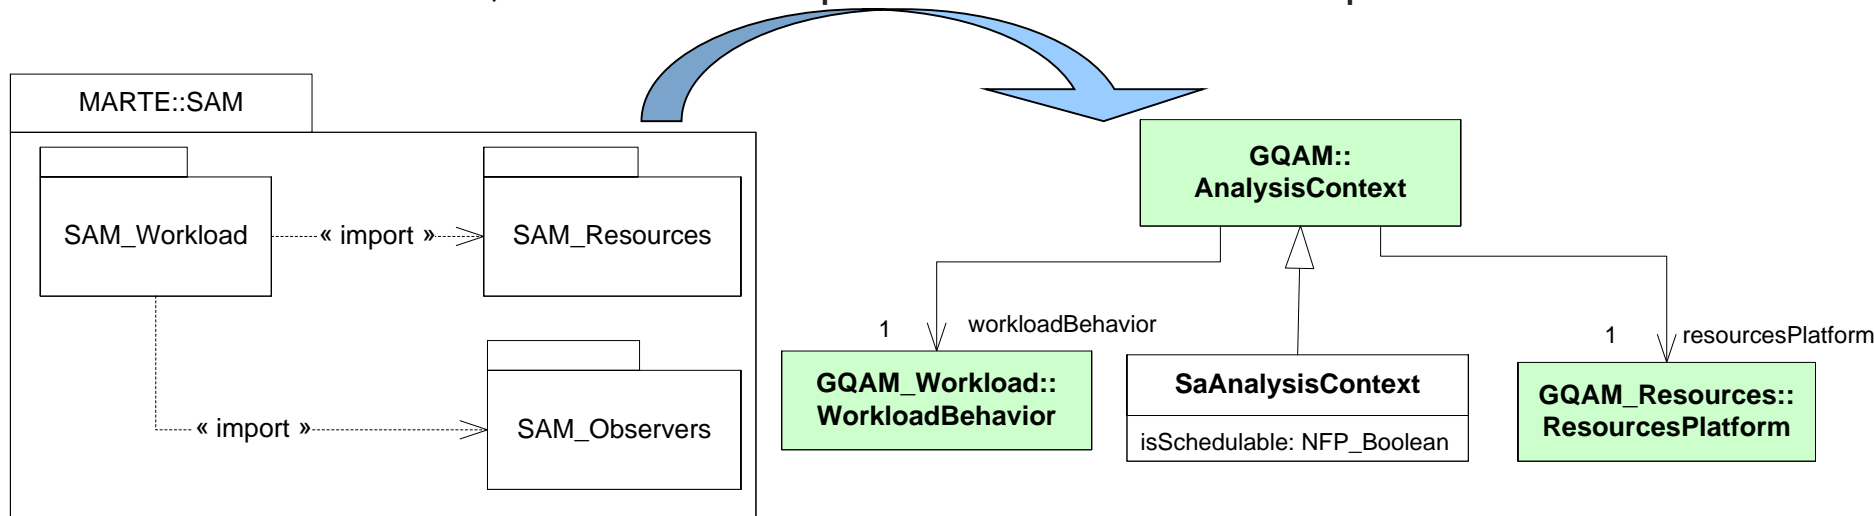 MARTE::SAM
SAM_Workload
« import »
SAM_Resources
« import »
SAM_Observers
GQAM::
AnalysisContext
1
workloadBehavior
1
resourcesPlatform
GQAM_Workload::
WorkloadBehavior
SaAnalysisContext
isSchedulable: NFP_Boolean
GQAM_Resources::
ResourcesPlatform